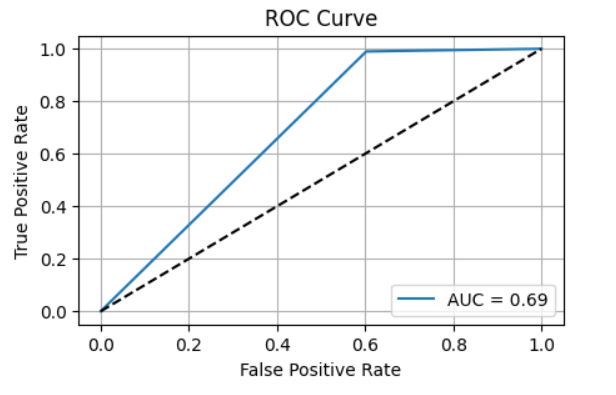 ROC Curve
True Positive Rate
1.0
0.8
0.6
0.4
0.2
0.0
AUC = 0.69
0.0 0.2 0.4 0.6 0.8 1.0
False Positive Rate